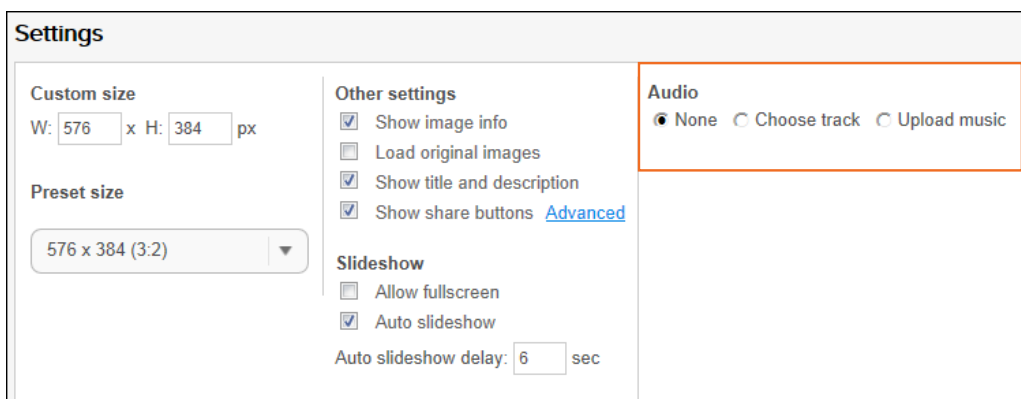 Settings
Custom size
W: 576 x H: 384 px
Preset size
576 x 384 (3:2)
Other settings
Show image info
Load original images
Show title and description
Show share buttons Advanced
Slideshow
Allow fullscreen
Auto slideshow
Auto slideshow delay: 6 sec
Audio
None Choose track Upload music